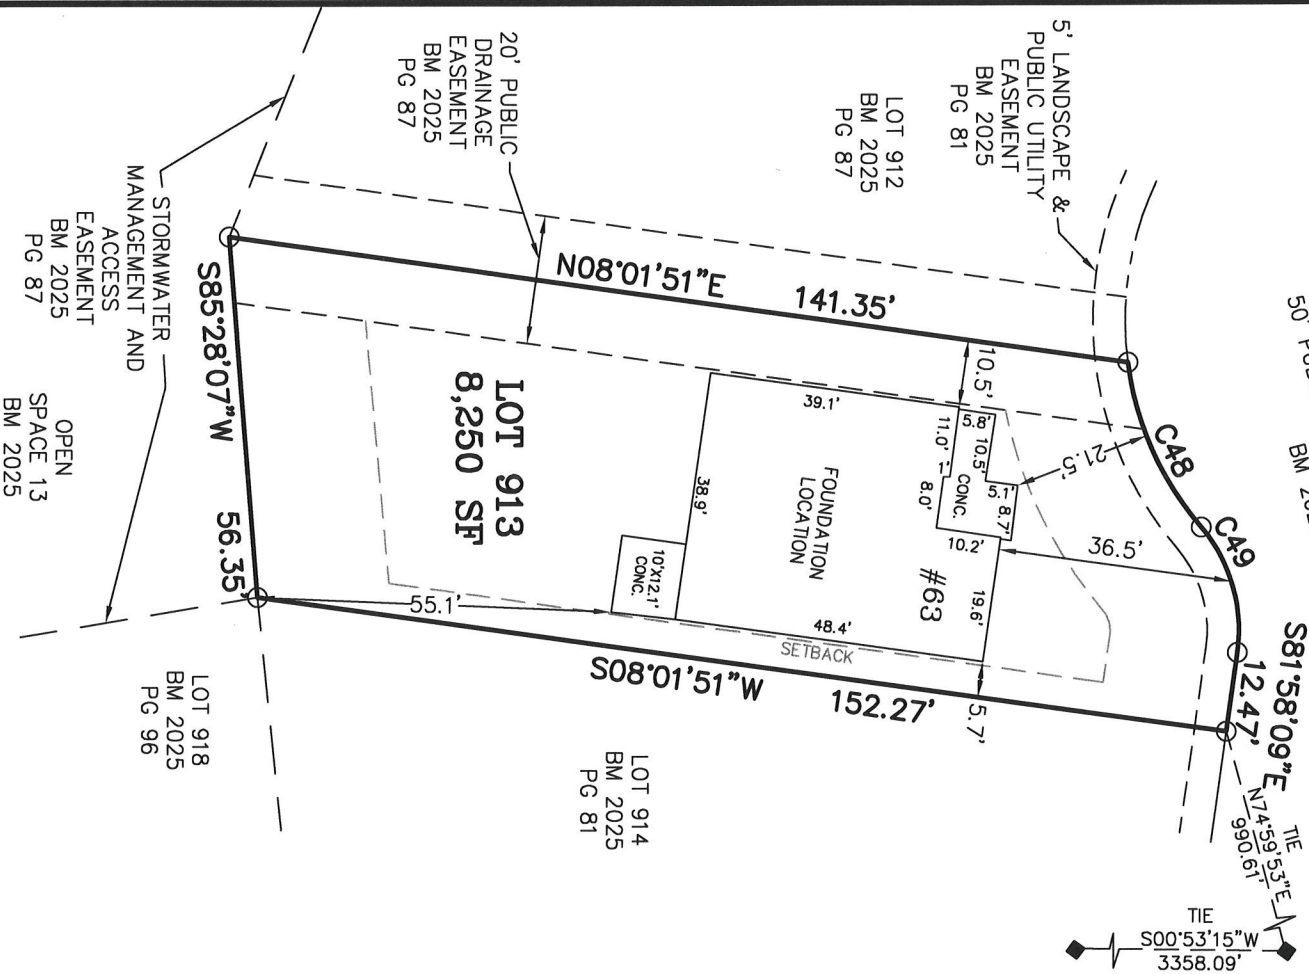 5' LANDSCAPE &
PUBLIC UTILITY
EASEMENT
BM 2025
PG 81
20' PUBLIC
DRAINAGE
EASEMENT
BM 2025
PG 87
LOT 912
BM 2025
PG 87
STORMWATER
MANAGEMENT AND
ACCESS
EASEMENT
BM 2025
PG 87
OPEN
SPACE 13
BM 2025
50'
N08°01'51"E 141.35'
S85°28'07"W 56.35'
LOT 913
8,250 SF
C48
C49
S81°58'09"E
12.47'
TIE
N74°59'53"E
990.61'
TIE
S00°53'15"W
3358.09'
10.5'
39.1'
5.8'
11.0'
10.5'
1'
8.0'
CONC.
5.1'
8.7'
10.2'
21.5'
36.5'
FOUNDATION
LOCATION
38.9'
#63
19.6'
10'X12.1'
CONC.
48.4'
SETBACK
55.1'
5.7'
S08°01'51"W 152.27'
LOT 918
BM 2025
PG 96
LOT 914
BM 2025
PG 81